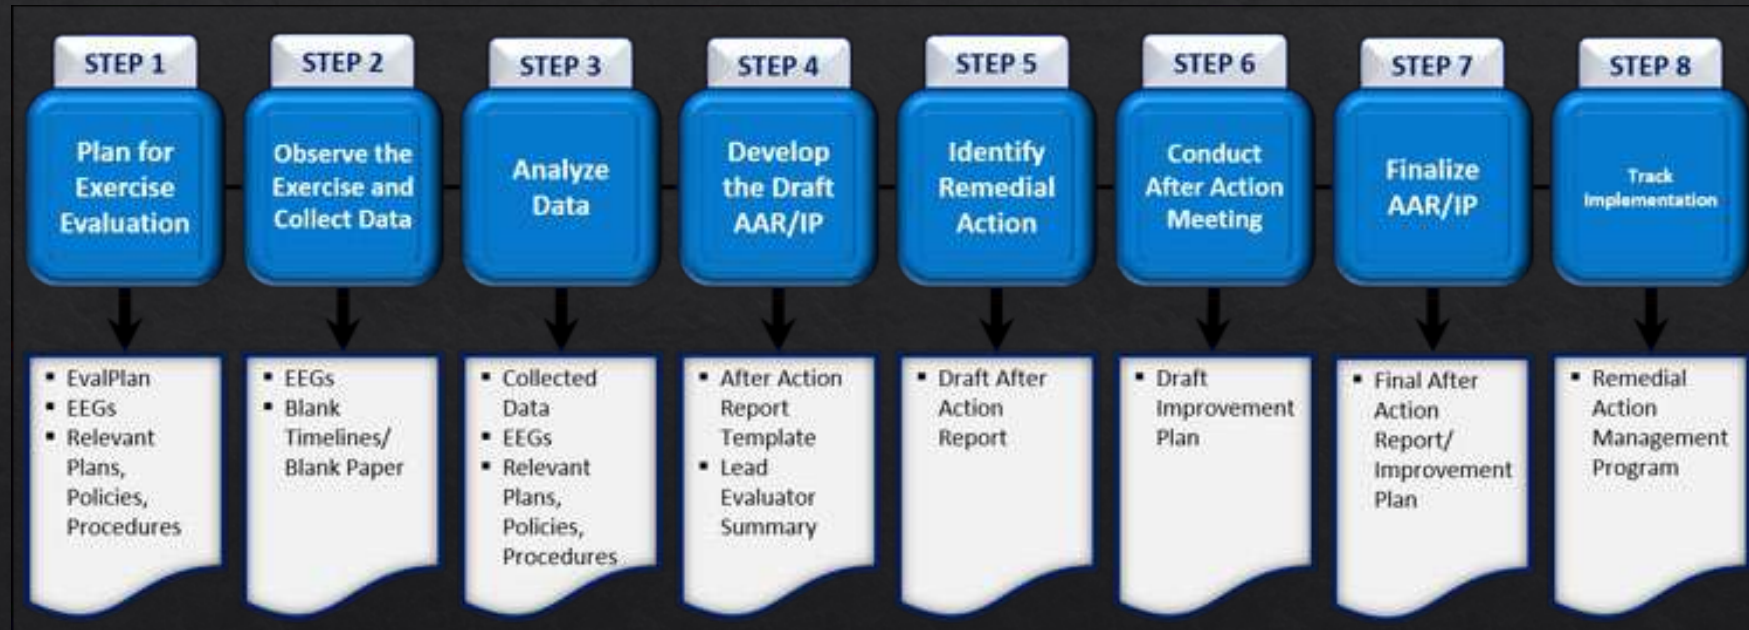 STEP 1
Plan for
Exercise
Evaluation
▪ EvalPlan
▪ EEGs
▪ Relevant
Plans,
Policies,
Procedures
STEP 2
Observe the
Exercise and
Collect Data
▪ EEGs
▪ Blank
Timelines/
Blank Paper
STEP 3
Analyze
Data
▪ Collected
Data
▪ EEGs
▪ Relevant
Plans,
Policies,
Procedures
STEP 4
Develop
the Draft
AAR/IP
▪ After Action
Report
Template
▪ Lead
Evaluator
Summary
STEP 5
Identify
Remedial
Action
▪ Draft After
Action
Report
STEP 6
Conduct
After Action
Meeting
▪ Draft
Improvement
Plan
STEP 7
Finalize
AAR/IP
▪ Final After
Action
Report/
Improvement
Plan
STEP 8
Track
Implementation
▪ Remedial
Action
Management
Program